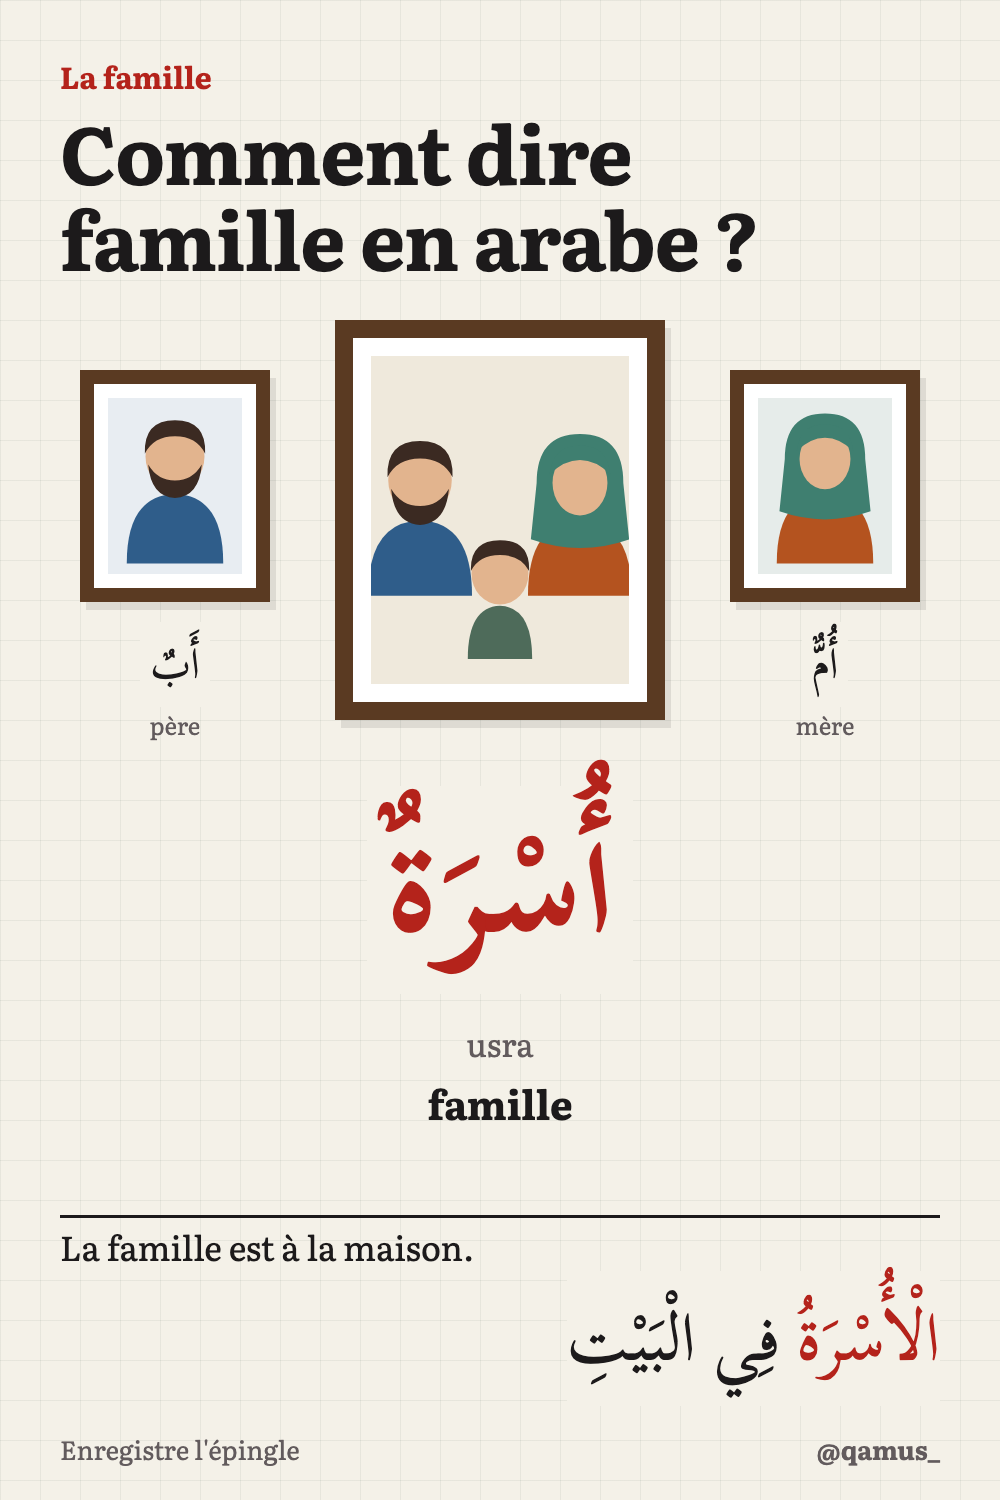 La famille
Comment dire
famille en arabe ?
أَبٌ
père
أُمٌّ
mère
أُسْرَةٌ
usra
famille
La famille est à la maison.
الْأُسْرَةُ فِي الْبَيْتِ
Enregistre l'épingle
@qamus_